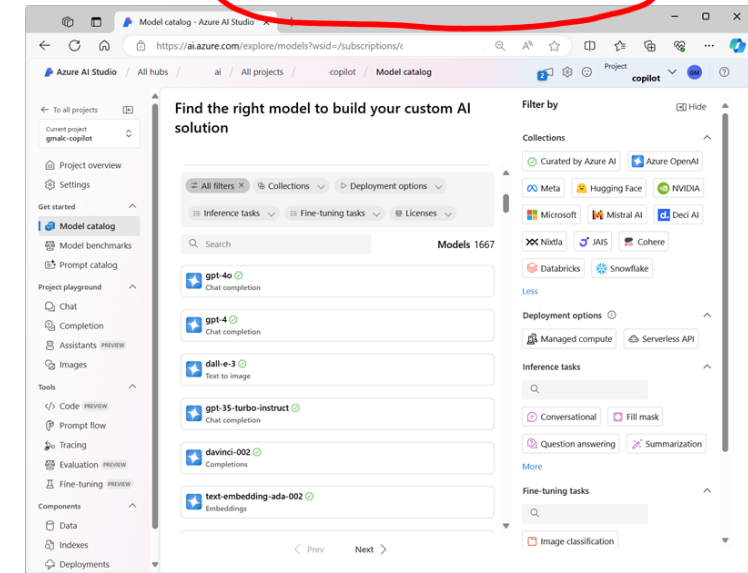 Model catalog - Azure AI Studio
https://ai.azure.com/explore/models?wsid=/subscriptions/
Azure AI Studio / All hubs / ai / All projects / copilot / Model catalog
2
Project
copilot
GM
To all projects
Current project
gmalc-copilot
Project overview
Settings
Get started
Model catalog
Model benchmarks
Prompt catalog
Project playground
Chat
Completion
Assistants PREVIEW
Images
Tools
Code PREVIEW
Prompt flow
Tracing
Evaluation PREVIEW
Fine-tuning PREVIEW
Components
Data
Indexes
Deployments
Find the right model to build your custom AI
solution
All filters
Collections
Deployment options
Inference tasks
Fine-tuning tasks
Licenses
Search
Models 1667
gpt-4o
Chat completion
gpt-4
Chat completion
dall-e-3
Text to image
gpt-35-turbo-instruct
Chat completion
davinci-002
Completions
text-embedding-ada-002
Embeddings
Prev
Next
Filter by
Hide
Collections
Curated by Azure AI
Azure OpenAI
Meta
Hugging Face
NVIDIA
Microsoft
Mistral AI
Deci AI
Nixtla
JAIS
Cohere
Databricks
Snowflake
Less
Deployment options
Managed compute
Serverless API
Inference tasks
Conversational
Fill mask
Question answering
Summarization
More
Fine-tuning tasks
Image classification